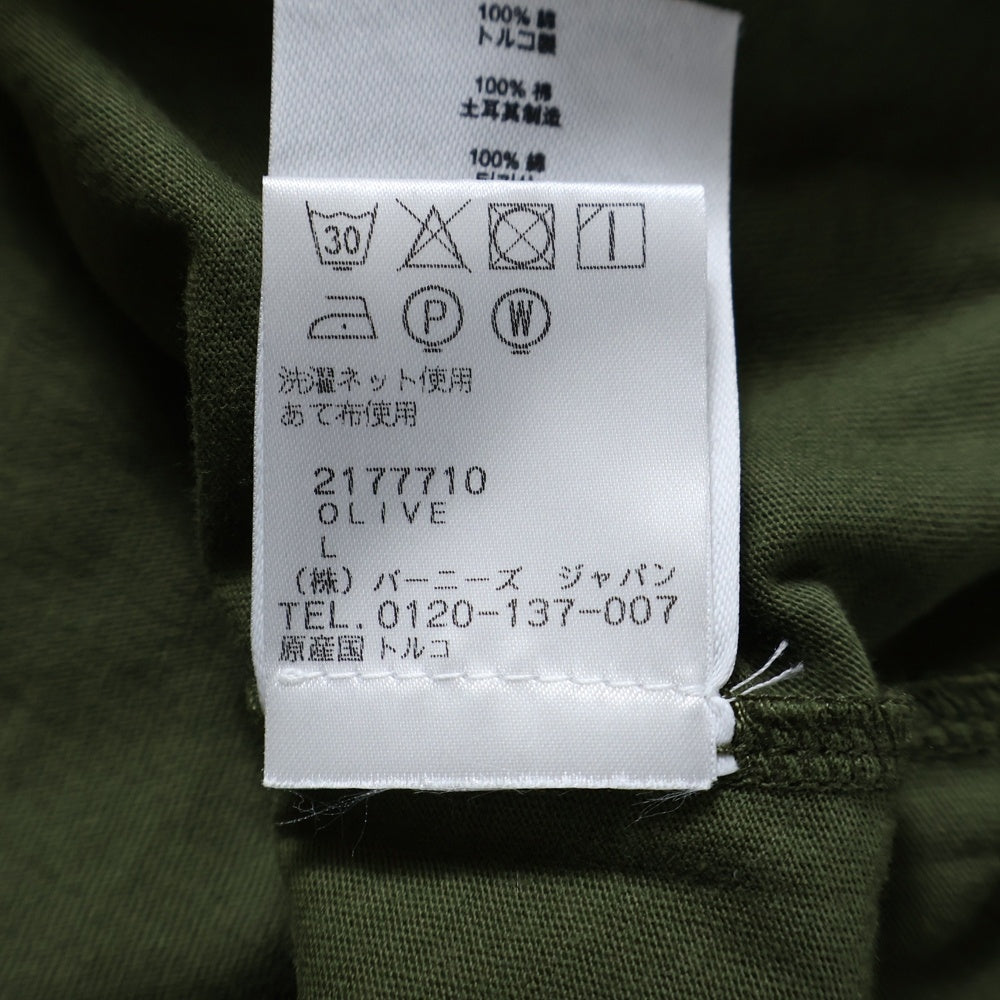 100% 綿
トルコ製
100% 棉
土耳其制造
100% 綿
30
P
W
洗濯ネット使用
あて布使用
2177710
OLIVE
L
(株) バーニーズ ジャパン
TEL. 0120-137-007
原産国 トルコ